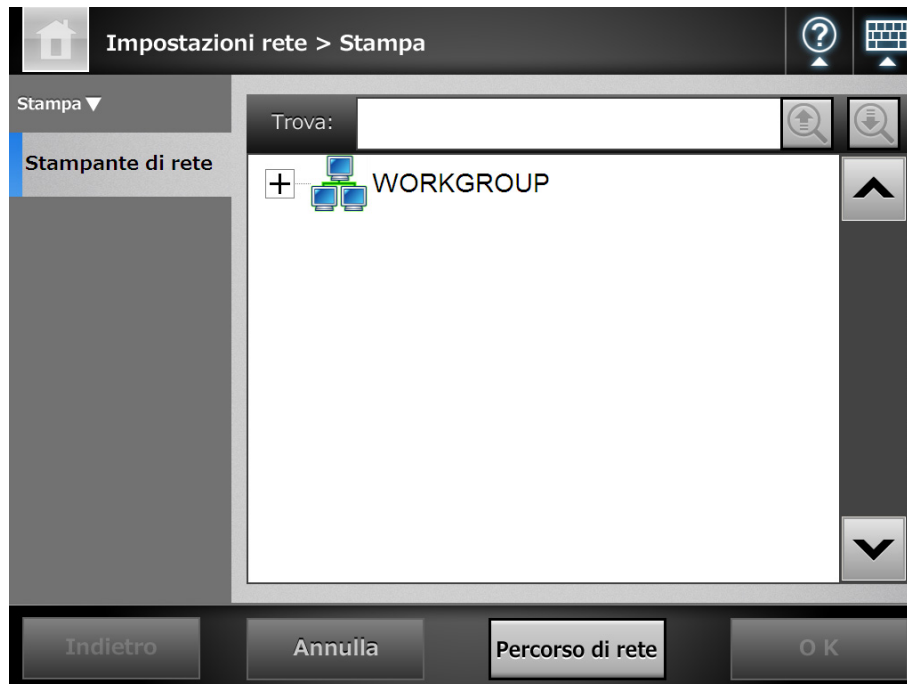 Impostazioni rete > Stampa
?
Stampa ▼
Trova:
Stampante di rete
+ WORKGROUP
Indietro
Annulla
Percorso di rete
O K